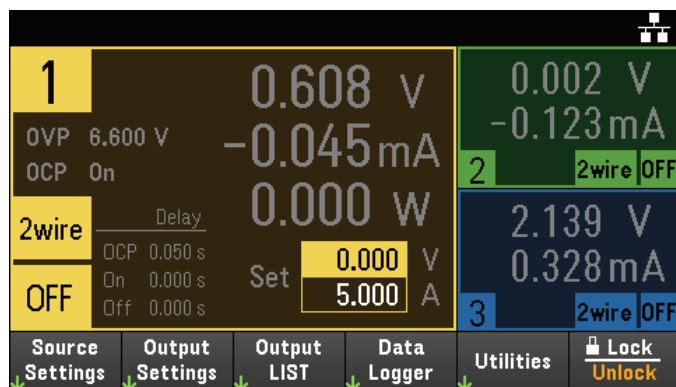 1
0.608 V
OVP 6.600 V
-0.045 mA
OCP On
0.000 W
2wire
Delay
OCP 0.050 s
On 0.000 s
Off 0.000 s
OFF
Set
0.000 V
5.000 A
0.002 V
-0.123 mA
2
2wire OFF
2.139 V
0.328 mA
3
2wire OFF
Source Settings
Output Settings
Output LIST
Data Logger
Utilities
Lock
Unlock